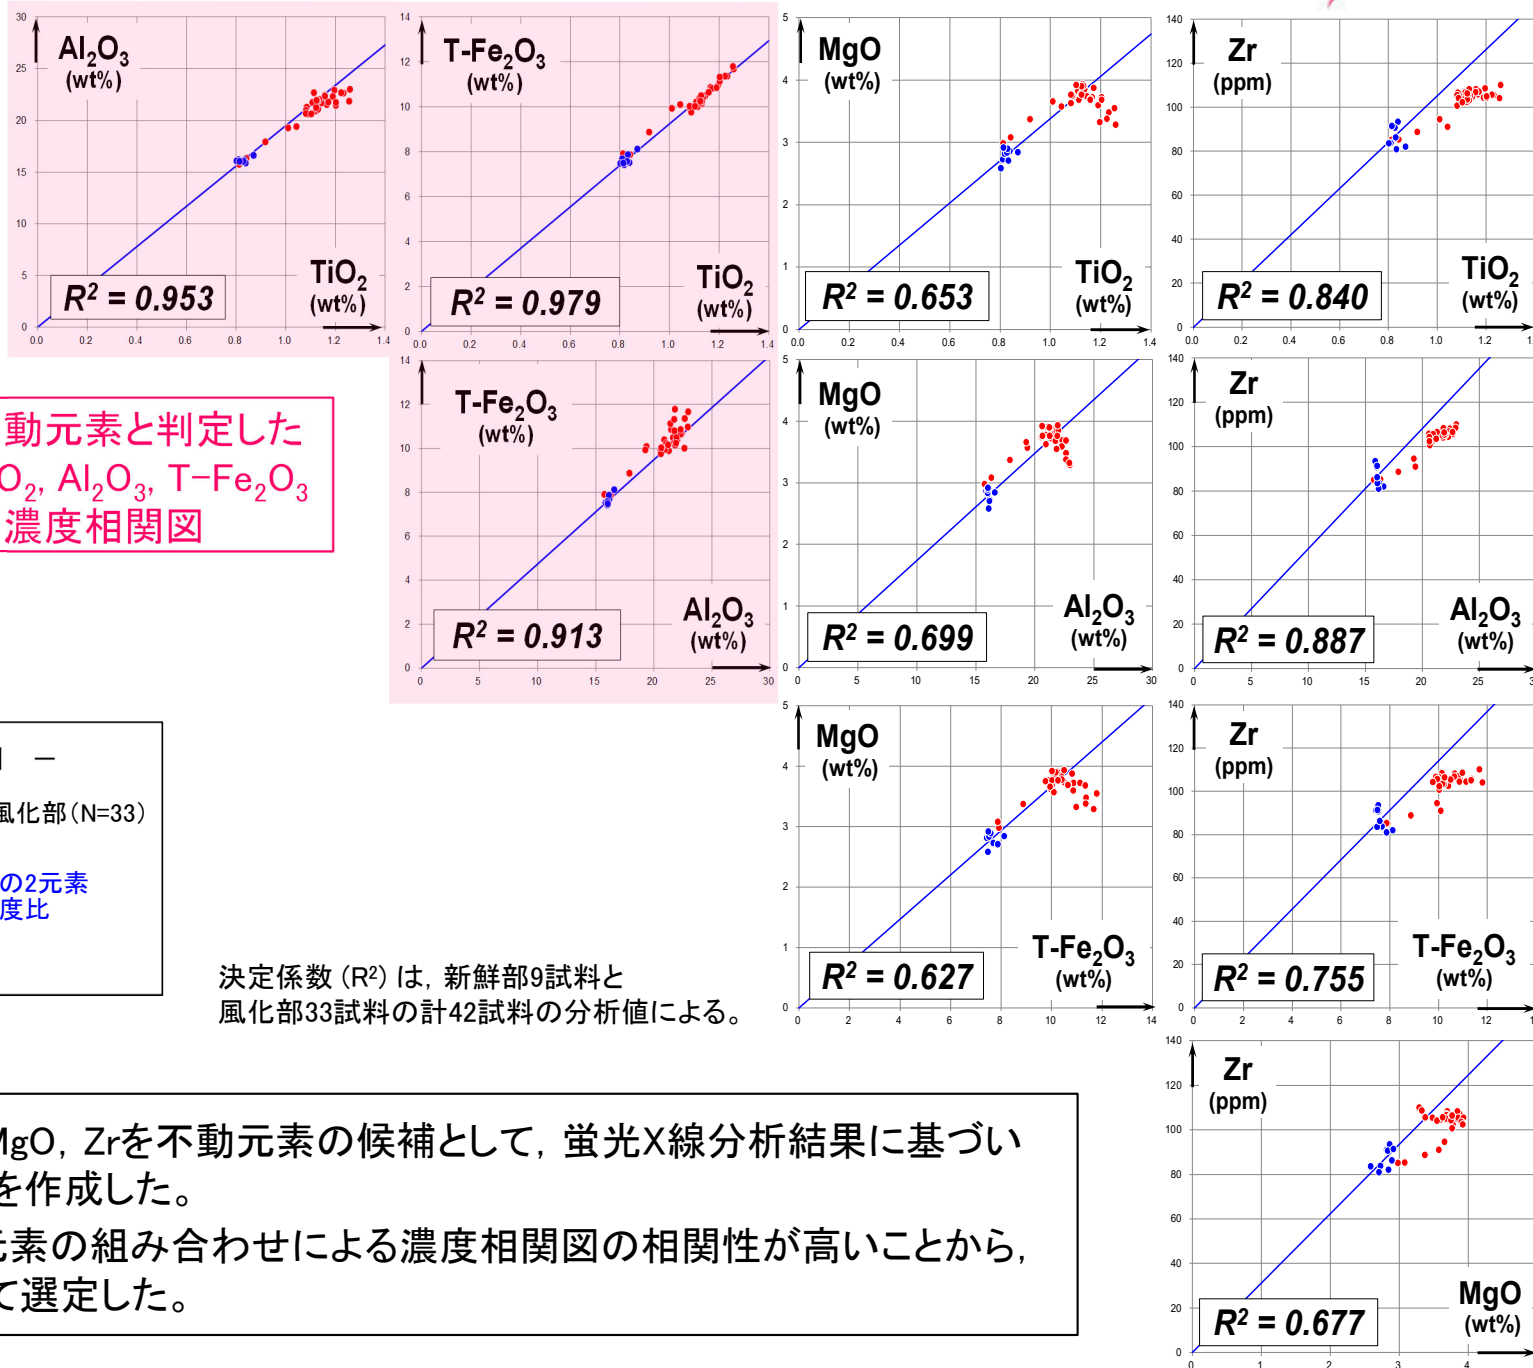 Al₂O₃
(wt%)
TiO₂
(wt%)
R² = 0.953
T-Fe₂O₃
(wt%)
TiO₂
(wt%)
R² = 0.979
MgO
(wt%)
TiO₂
(wt%)
R² = 0.653
Zr
(ppm)
TiO₂
(wt%)
R² = 0.840
動元素と判定した
O₂, Al₂O₃, T-Fe₂O₃
濃度相関図
T-Fe₂O₃
(wt%)
Al₂O₃
(wt%)
R² = 0.913
MgO
(wt%)
Al₂O₃
(wt%)
R² = 0.699
Zr
(ppm)
Al₂O₃
(wt%)
R² = 0.887
風化部(N=33)
の2元素
度比
MgO
(wt%)
T-Fe₂O₃
(wt%)
R² = 0.627
Zr
(ppm)
T-Fe₂O₃
(wt%)
R² = 0.755
決定係数 (R²) は, 新鮮部9試料と
風化部33試料の計42試料の分析値による。
Zr
(ppm)
MgO
(wt%)
R² = 0.677
MgO, Zrを不動元素の候補として, 蛍光X線分析結果に基づい
を作成した。
元素の組み合わせによる濃度相関図の相関性が高いことから,
て選定した。